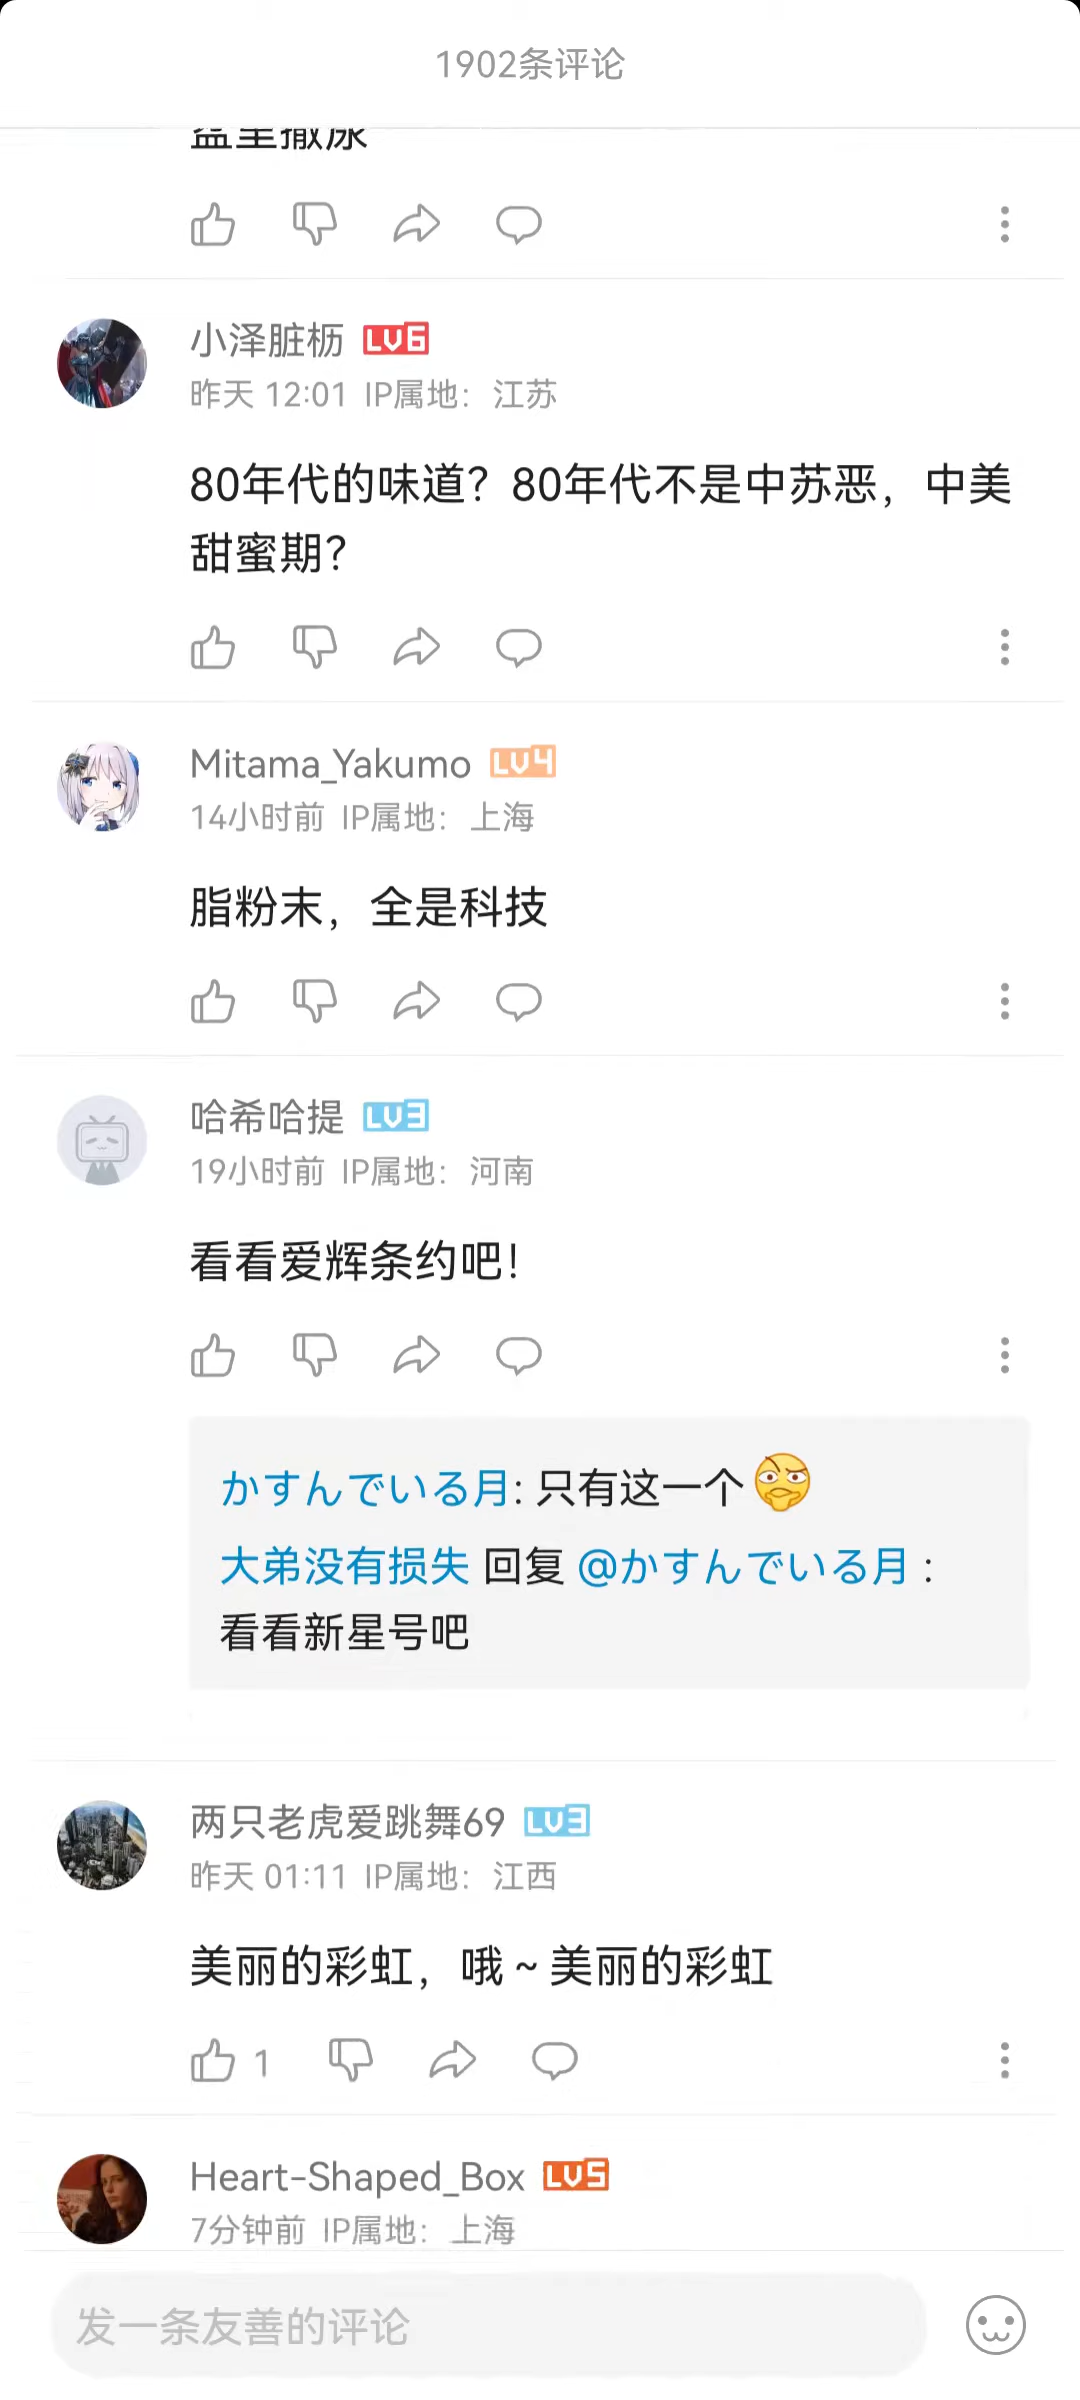 1902条评论
盆里撒尿
小泽脏枥 LV6
昨天 12:01 IP属地：江苏
80年代的味道？80年代不是中苏恶，中美
甜蜜期？
Mitama_Yakumo LV4
14小时前 IP属地：上海
脂粉末，全是科技
哈希哈提 LV3
19小时前 IP属地：河南
看看爱辉条约吧！
かすんでいる月: 只有这一个
大弟没有损失 回复 @かすんでいる月 :
看看新星号吧
两只老虎爱跳舞69 LV3
昨天 01:11 IP属地：江西
美丽的彩虹，哦～美丽的彩虹
1
Heart-Shaped_Box LV5
7分钟前 IP属地：上海
发一条友善的评论